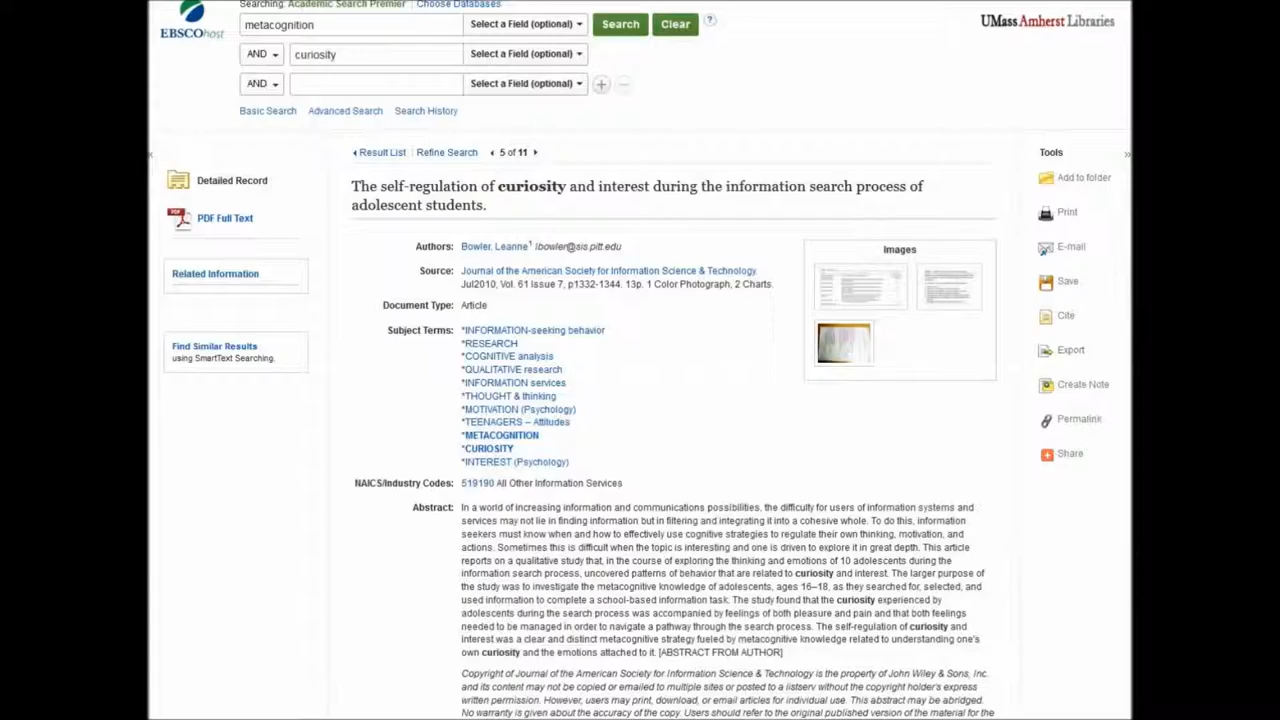 Searching: Academic Search Premier Choose Databases
EBSCOhost
metacognition Select a Field (optional) Search Clear ?
UMass Amherst Libraries
AND curiosity Select a Field (optional)
AND Select a Field (optional)
Basic Search Advanced Search Search History
Result List Refine Search 5 of 11
Tools
Detailed Record
PDF Full Text
Related Information
Find Similar Results
using SmartText Searching.
The self-regulation of curiosity and interest during the information search process of
adolescent students.
Authors: Bowler, Leanne1 lbowler@sis.pitt.edu
Source: Journal of the American Society for Information Science & Technology.
Jul2010, Vol. 61 Issue 7, p1332-1344. 13p. 1 Color Photograph, 2 Charts.
Document Type: Article
Subject Terms: *INFORMATION-seeking behavior
*RESEARCH
*COGNITIVE analysis
*QUALITATIVE research
*INFORMATION services
*THOUGHT & thinking
*MOTIVATION (Psychology)
*TEENAGERS -- Attitudes
*METACOGNITION
*CURIOSITY
*INTEREST (Psychology)
NAICS/Industry Codes: 519190 All Other Information Services
Abstract: In a world of increasing information and communications possibilities, the difficulty for users of information systems and
services may not lie in finding information but in filtering and integrating it into a cohesive whole. To do this, information
seekers must know when and how to effectively use cognitive strategies to regulate their own thinking, motivation, and
actions. Sometimes this is difficult when the topic is interesting and one is driven to explore it in great depth. This article
reports on a qualitative study that, in the course of exploring the thinking and emotions of 10 adolescents during the
information search process, uncovered patterns of behavior that are related to curiosity and interest. The larger purpose of
the study was to investigate the metacognitive knowledge of adolescents, ages 16–18, as they searched for, selected, and
used information to complete a school-based information task. The study found that the curiosity experienced by
adolescents during the search process was accompanied by feelings of both pleasure and pain and that both feelings
needed to be managed in order to navigate a pathway through the search process. The self-regulation of curiosity and
interest was a clear and distinct metacognitive strategy fueled by metacognitive knowledge related to understanding one's
own curiosity and the emotions attached to it. [ABSTRACT FROM AUTHOR]
Copyright of Journal of the American Society for Information Science & Technology is the property of John Wiley & Sons, Inc.
and its content may not be copied or emailed to multiple sites or posted to a listserv without the copyright holder's express
written permission. However, users may print, download, or email articles for individual use. This abstract may be abridged.
No warranty is given about the accuracy of the copy. Users should refer to the original published version of the material for the
Images
Add to folder
Print
E-mail
Save
Cite
Export
Create Note
Permalink
Share